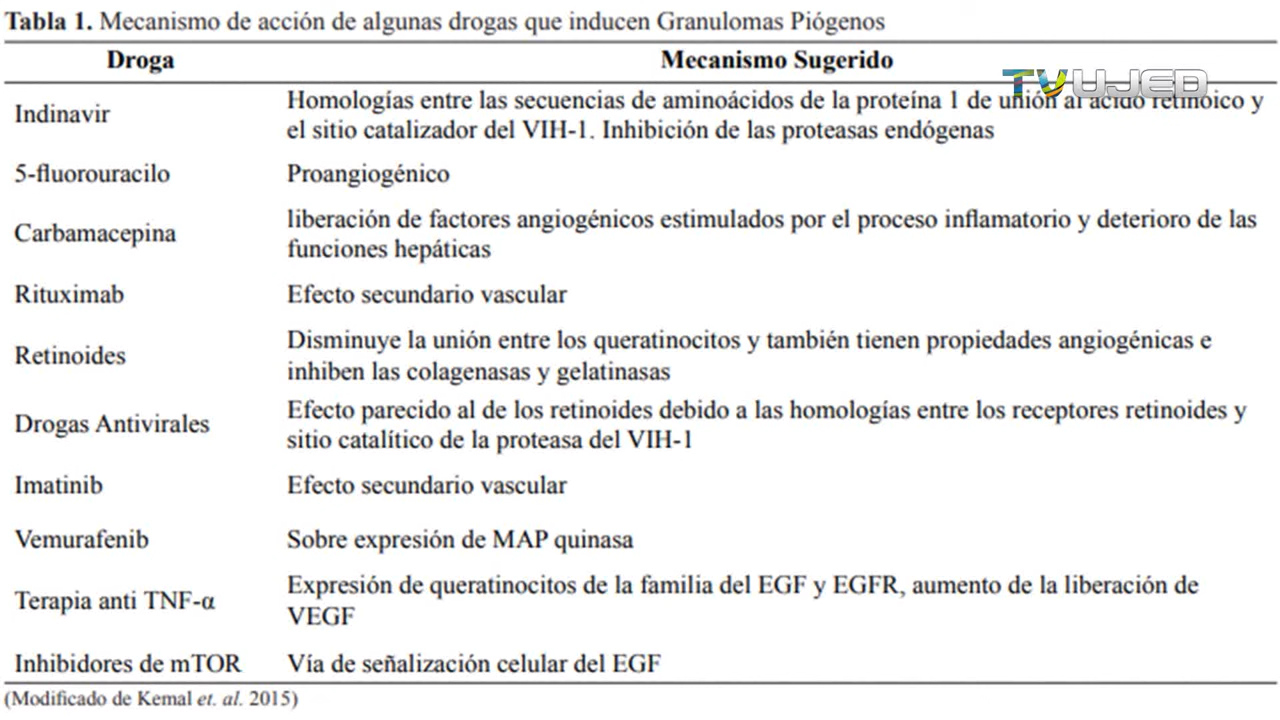 Tabla 1. Mecanismo de acción de algunas drogas que inducen Granulomas Piógenos
Droga Mecanismo Sugerido
TVUJED
Indinavir Homologías entre las secuencias de aminoácidos de la proteína 1 de unión al ácido retinoico y
el sitio catalizador del VIH-1. Inhibición de las proteasas endógenas
5-fluorouracilo Proangiogénico
Carbamacepina liberación de factores angiogénicos estimulados por el proceso inflamatorio y deterioro de las
funciones hepáticas
Rituximab Efecto secundario vascular
Retinoides Disminuye la unión entre los queratinocitos y también tienen propiedades angiogénicas e
inhiben las colagenasas y gelatinasas
Drogas Antivirales Efecto parecido al de los retinoides debido a las homologías entre los receptores retinoides y
sitio catalítico de la proteasa del VIH-1
Imatinib Efecto secundario vascular
Vemurafenib Sobre expresión de MAP quinasa
Terapia anti TNF-α Expresión de queratinocitos de la familia del EGF y EGFR, aumento de la liberación de
VEGF
Inhibidores de mTOR Vía de señalización celular del EGF
(Modificado de Kemal et. al. 2015)